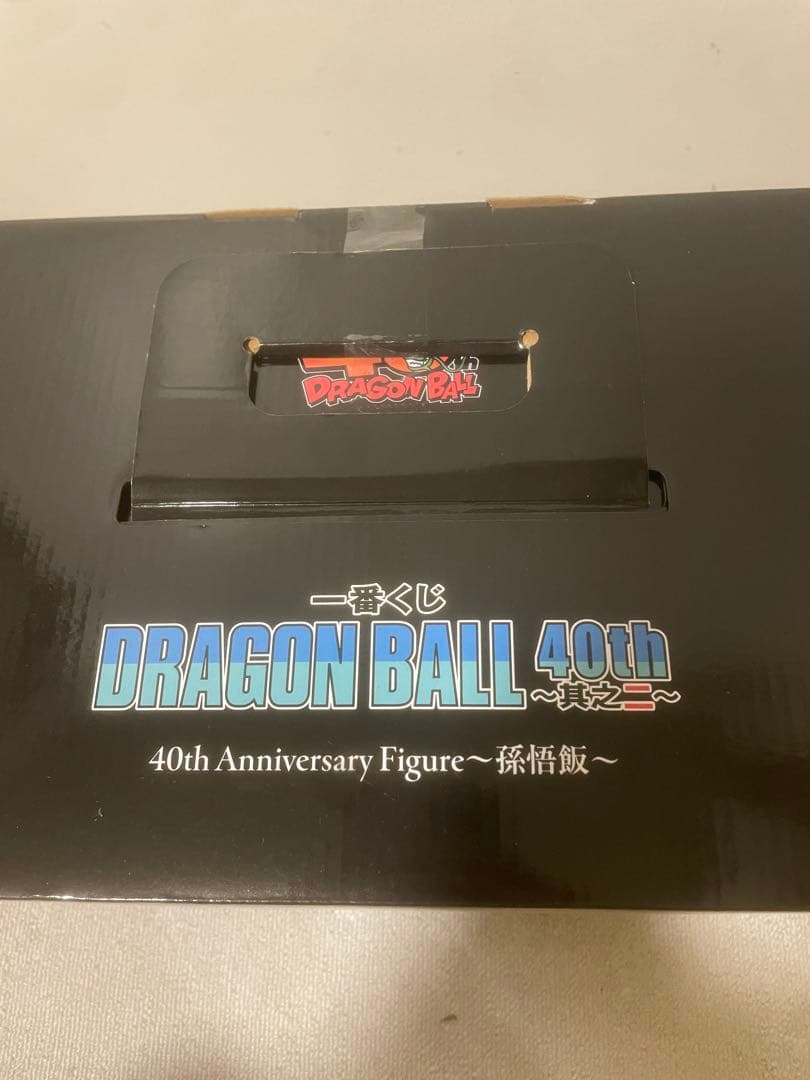 DRAGON BALL
一番くじ
DRAGON BALL 40th
～其之二～
40th Anniversary Figure～孫悟飯～